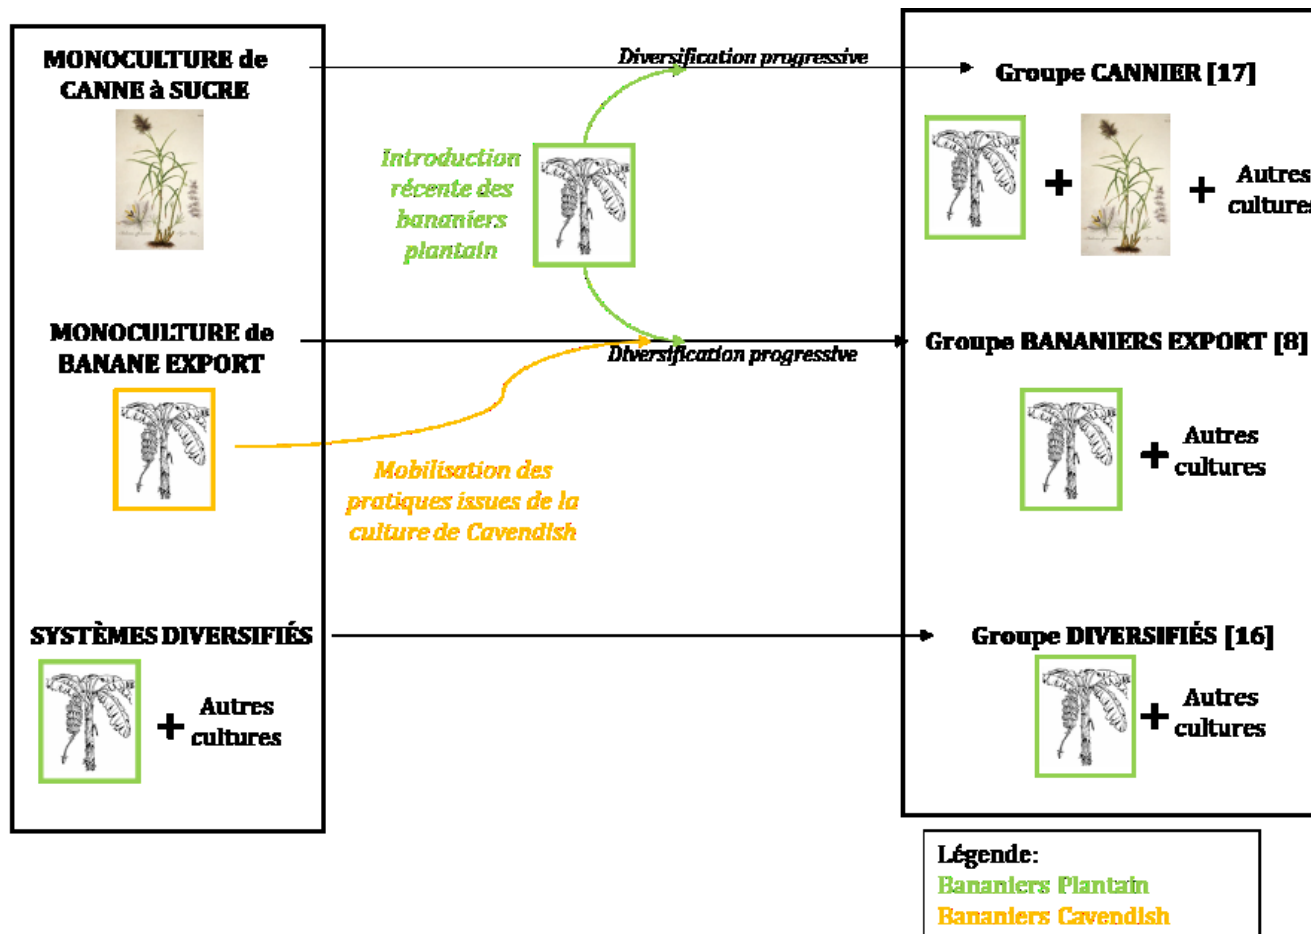 MONOCULTURE de
CANNE à SUCRE
Diversification progressive
Groupe CANNIER [17]
Introduction
récente des
bananiers
plantain
+
+
Autres
cultures
MONOCULTURE de
BANANE EXPORT
Diversification progressive
Groupe BANANIERS EXPORT [8]
+
Autres
cultures
Mobilisation des
pratiques issues de la
culture de Cavendish
SYSTÈMES DIVERSIFIÉS
+
Autres
cultures
Groupe DIVERSIFIÉS [16]
+
Autres
cultures
Légende:
Bananiers Plantain
Bananiers Cavendish